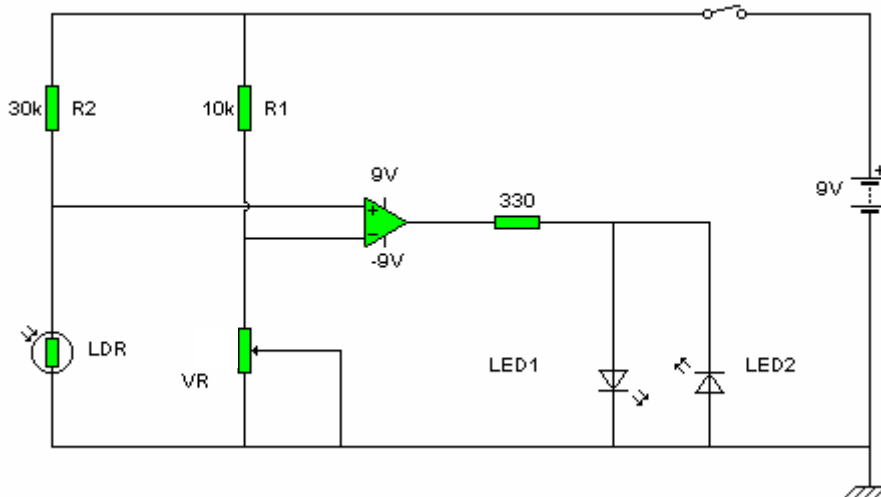 30k R2
10k R1
9V
+
−
-9V
330
9V
+
LDR
VR
LED1
LED2